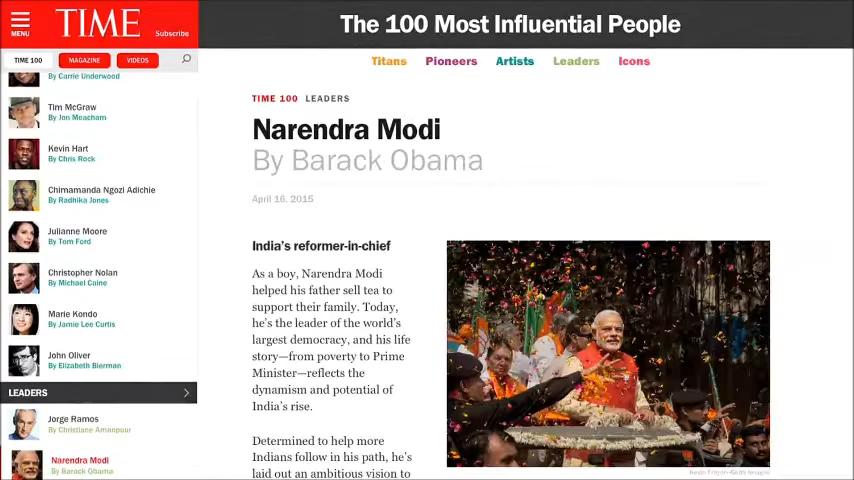 MENU
TIME
Subscribe
The 100 Most Influential People
TIME 100
MAGAZINE
VIDEOS
Titans
Pioneers
Artists
Leaders
Icons
By Carrie Underwood
Tim McGraw
By Jon Meacham
Kevin Hart
By Chris Rock
Chimamanda Ngozi Adichie
By Radhika Jones
Julianne Moore
By Tom Ford
Christopher Nolan
By Michael Caine
Marie Kondo
By Jamie Lee Curtis
John Oliver
By Elizabeth Bierman
LEADERS
Jorge Ramos
By Christiane Amanpour
Narendra Modi
By Barack Obama
TIME 100 LEADERS
Narendra Modi
By Barack Obama
April 16, 2015
India's reformer-in-chief
As a boy, Narendra Modi
helped his father sell tea to
support their family. Today,
he's the leader of the world's
largest democracy, and his life
story—from poverty to Prime
Minister—reflects the
dynamism and potential of
India's rise.
Determined to help more
Indians follow in his path, he's
laid out an ambitious vision to